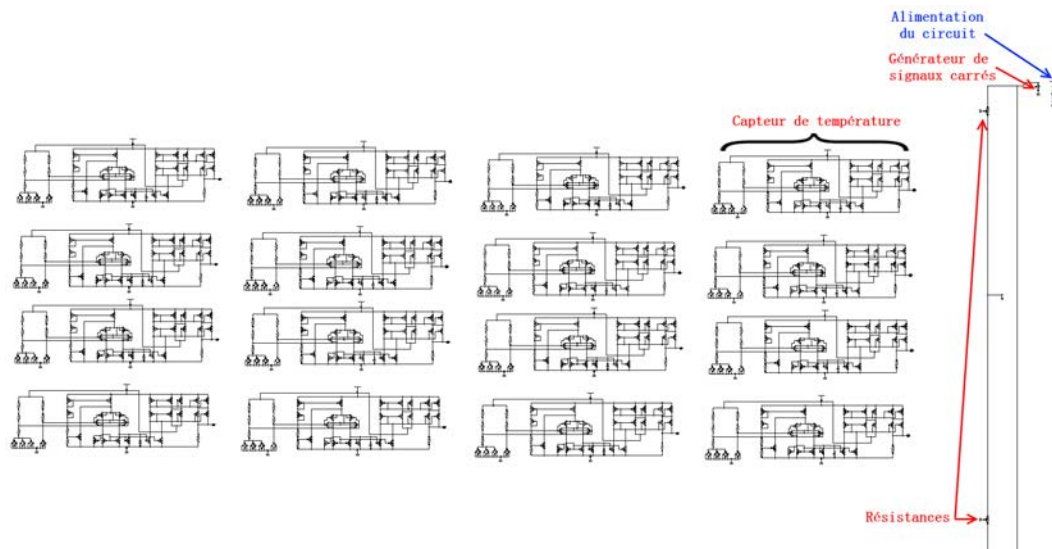 Alimentation
du circuit
Générateur de
signaux carrés
Capteur de température
Résistances